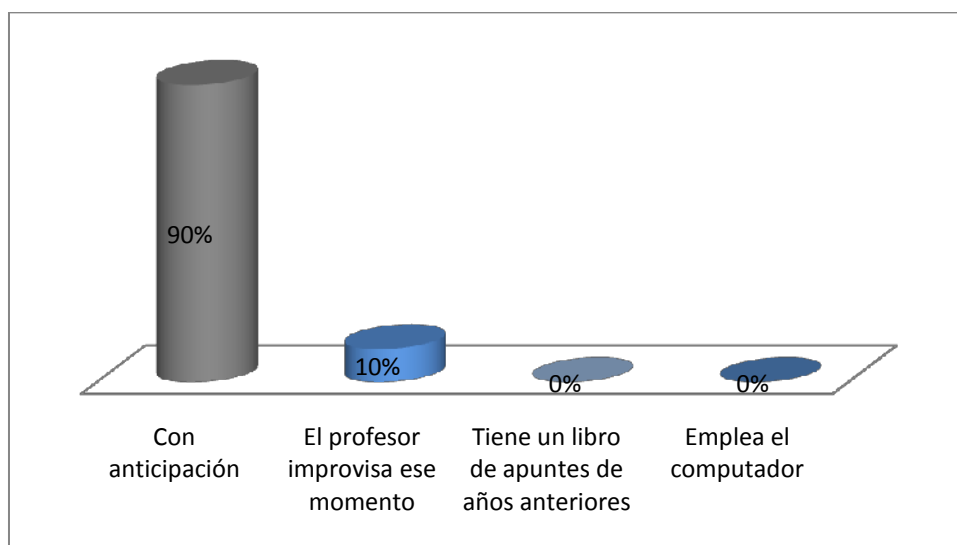 90%
10%
0%
0%
Con
anticipación
El profesor
improvisa ese
momento
Tiene un libro
de apuntes de
años anteriores
Emplea el
computador